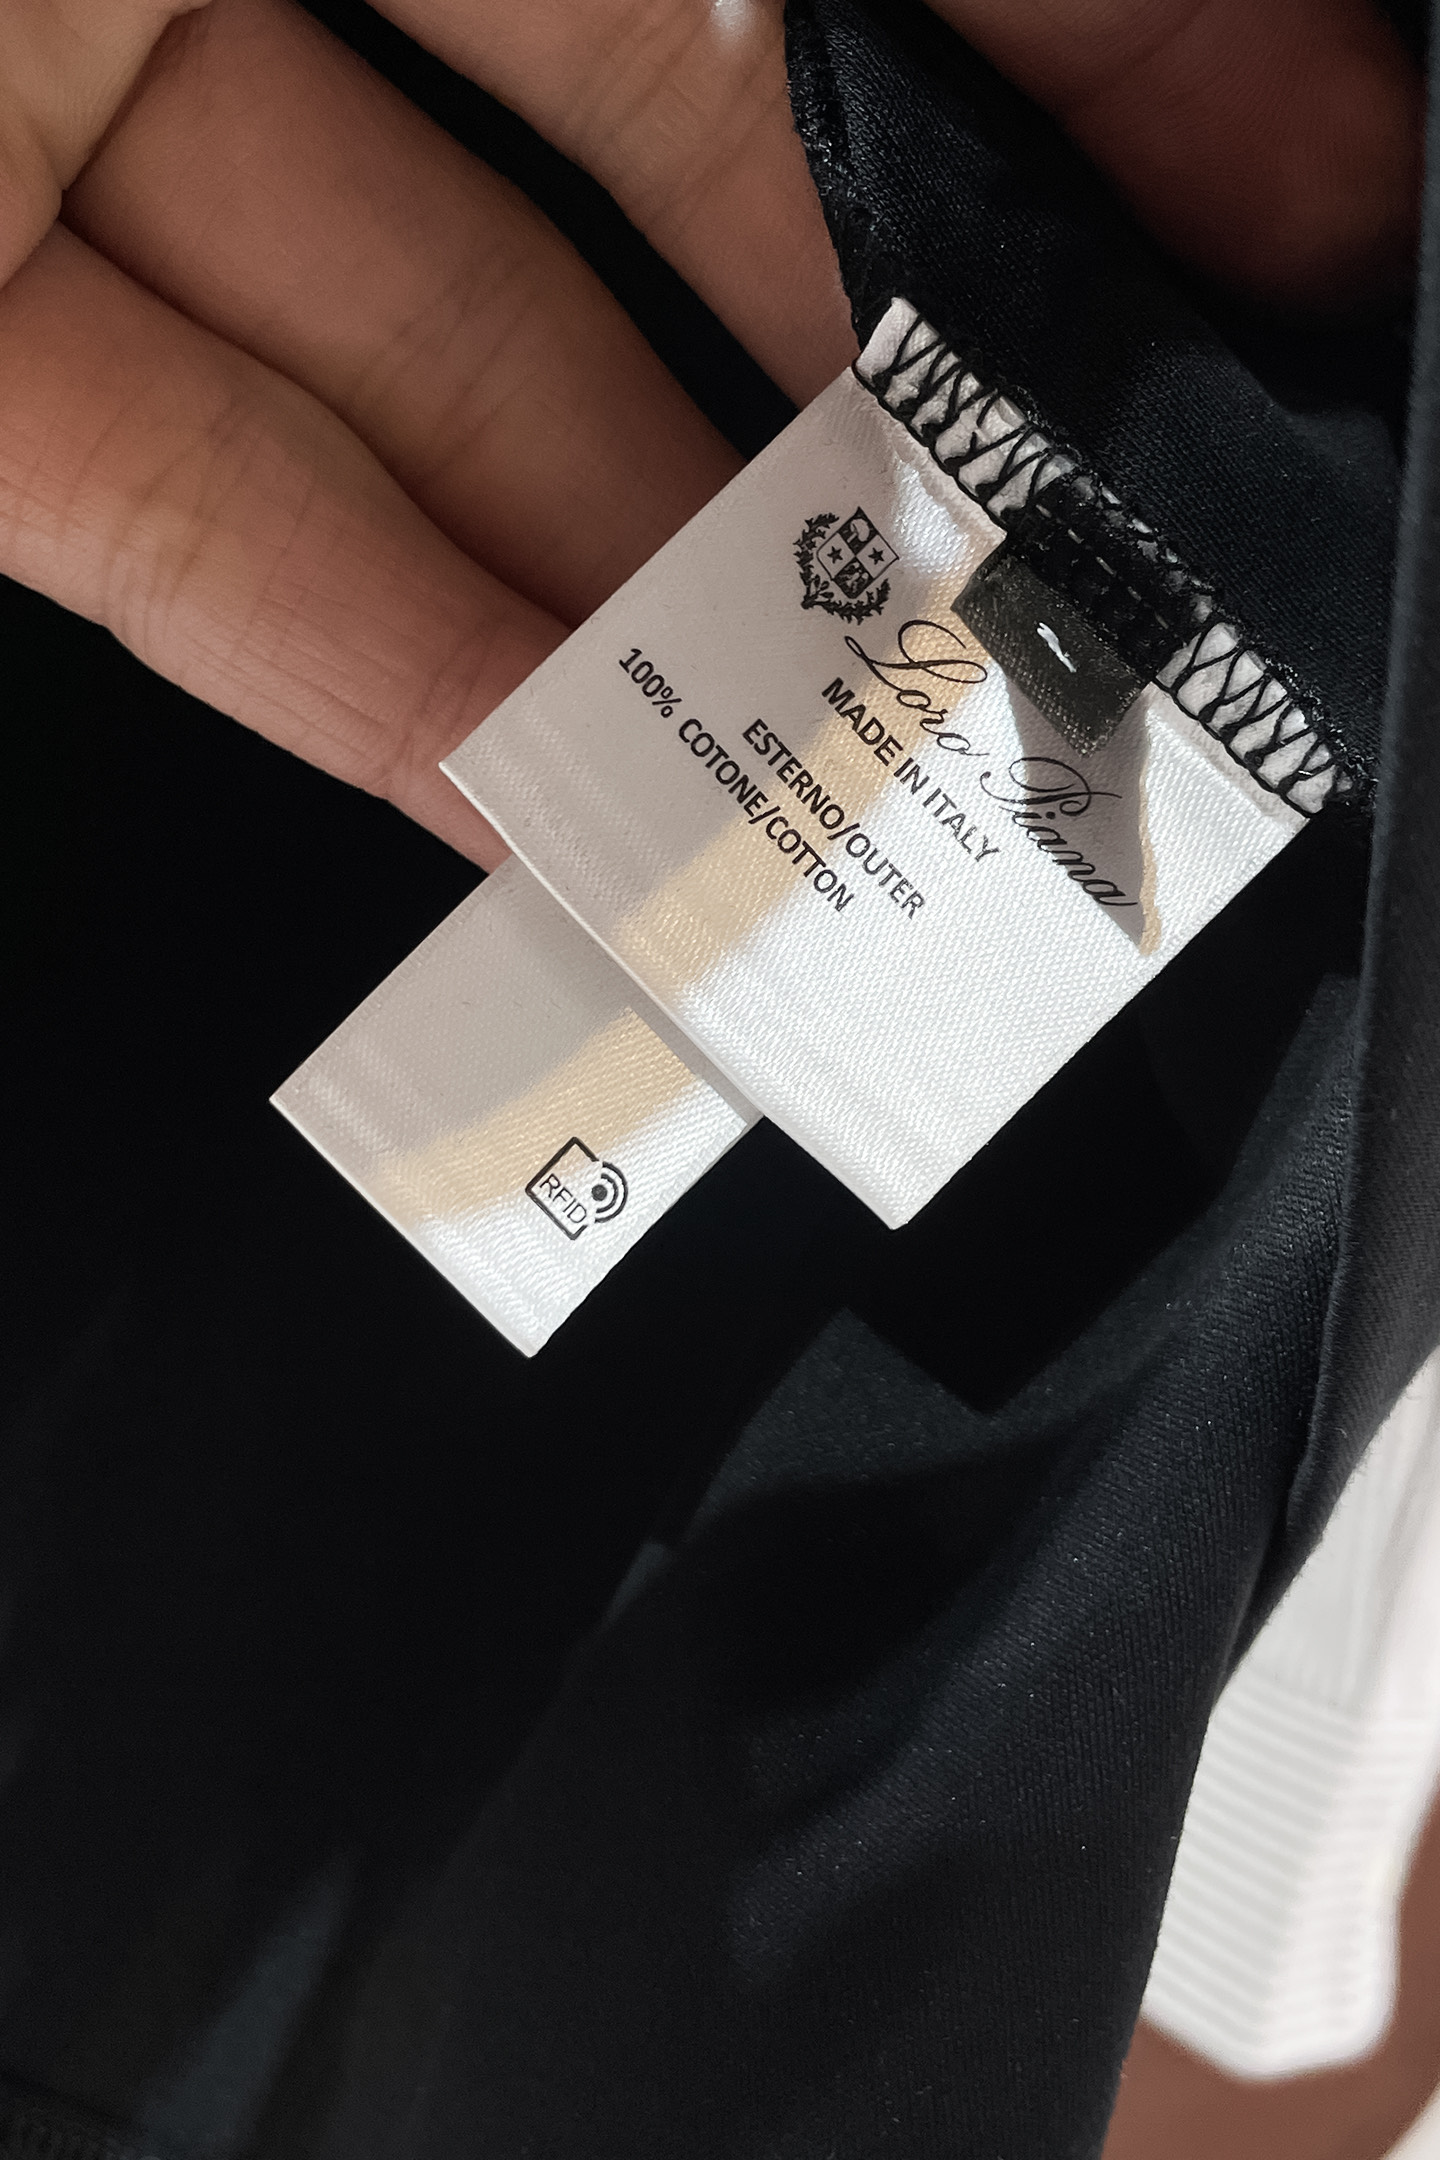 Loro Piana
MADE IN ITALY
ESTERNO/OUTER
100% COTONE/COTTON
RFID